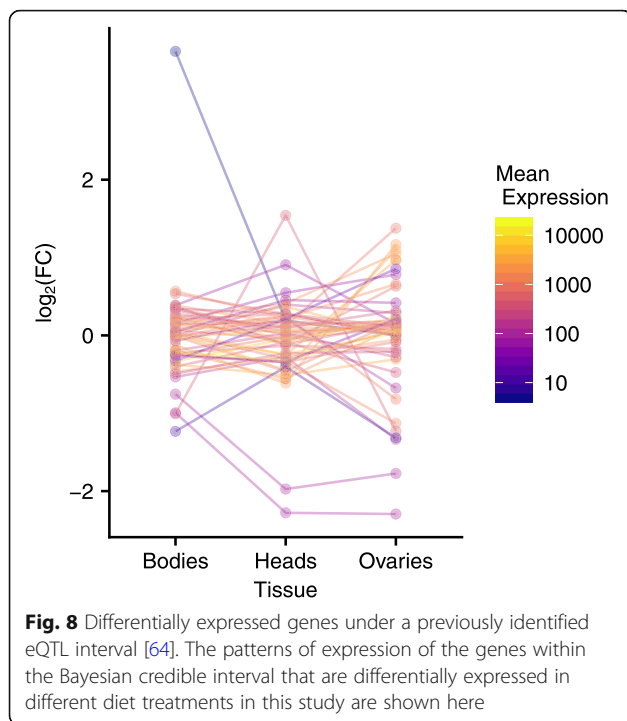 2
0
−2
log2(FC)
Bodies Heads Ovaries
Tissue
Mean
Expression
10000
1000
100
10
Fig. 8 Differentially expressed genes under a previously identified
eQTL interval [64]. The patterns of expression of the genes within
the Bayesian credible interval that are differentially expressed in
different diet treatments in this study are shown here